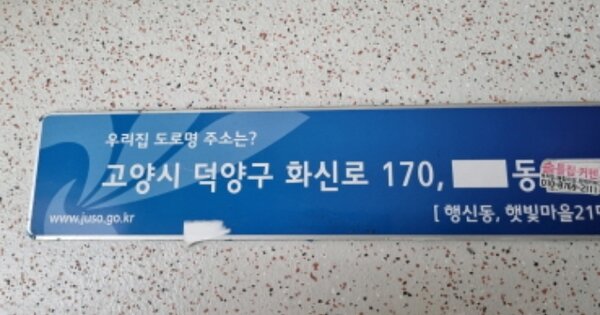 우리집 도로명 주소는?
고양시 덕양구 화신로 170, 동
www.juso.go.kr
[ 행신동, 햇빛마을21